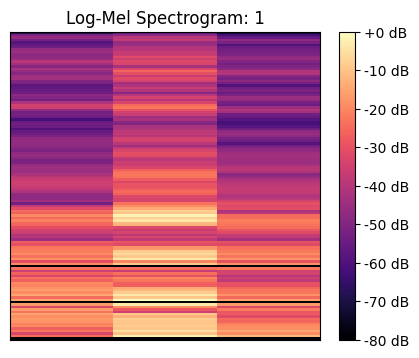 Log-Mel Spectrogram: 1
+0 dB
-10 dB
-20 dB
-30 dB
-40 dB
-50 dB
-60 dB
-70 dB
-80 dB